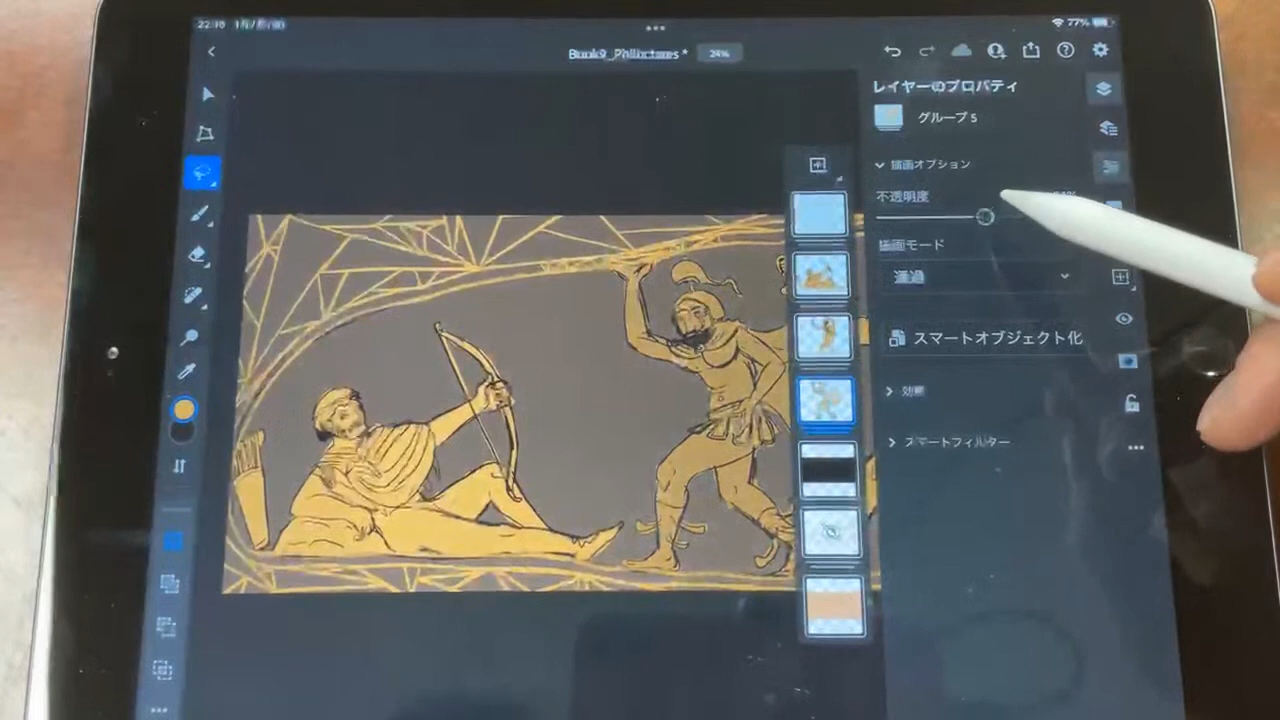 22:10
77%
Book9_Philoctares *
24%
レイヤーのプロパティ
グループ 5
描画オプション
不透明度
描画モード
通過
スマートオブジェクト化
効果
スマートフィルター